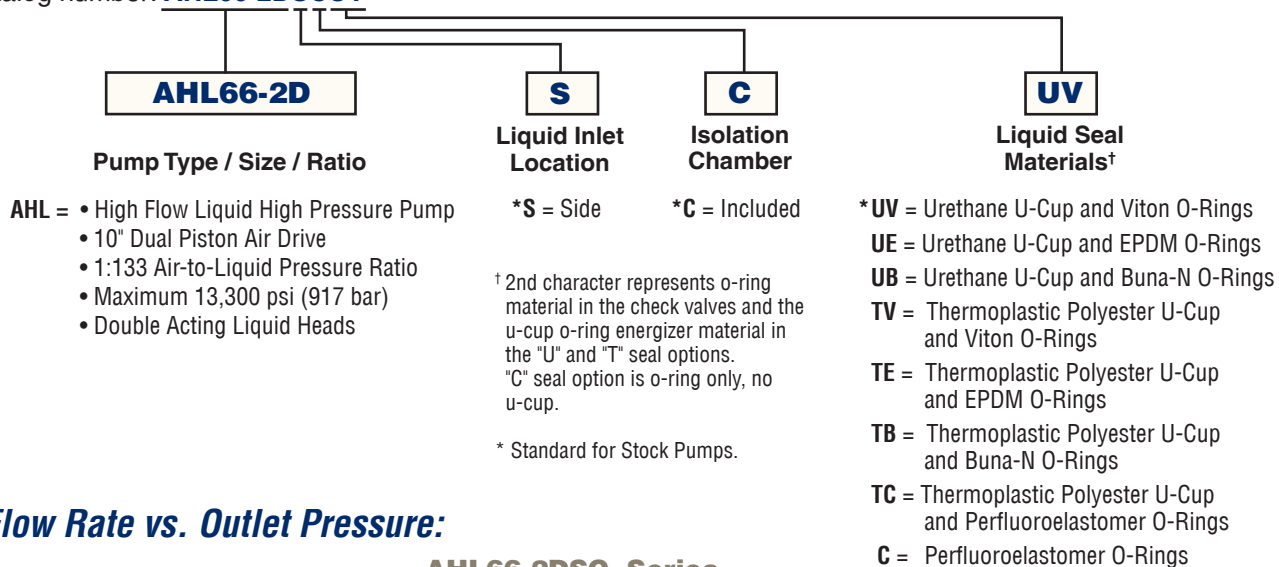 AHL66-2D
S
C
UV
Pump Type / Size / Ratio
AHL = • High Flow Liquid High Pressure Pump
• 10" Dual Piston Air Drive
• 1:133 Air-to-Liquid Pressure Ratio
• Maximum 13,300 psi (917 bar)
• Double Acting Liquid Heads
Liquid Inlet
Location
*S = Side
Isolation
Chamber
*C = Included
† 2nd character represents o-ring
material in the check valves and the
u-cup o-ring energizer material in
the "U" and "T" seal options.
"C" seal option is o-ring only, no
u-cup.
* Standard for Stock Pumps.
Liquid Seal
Materials†
*UV = Urethane U-Cup and Viton O-Rings
UE = Urethane U-Cup and EPDM O-Rings
UB = Urethane U-Cup and Buna-N O-Rings
TV = Thermoplastic Polyester U-Cup
and Viton O-Rings
TE = Thermoplastic Polyester U-Cup
and EPDM O-Rings
TB = Thermoplastic Polyester U-Cup
and Buna-N O-Rings
TC = Thermoplastic Polyester U-Cup
and Perfluoroelastomer O-Rings
C = Perfluoroelastomer O-Rings
Flow Rate vs. Outlet Pressure: